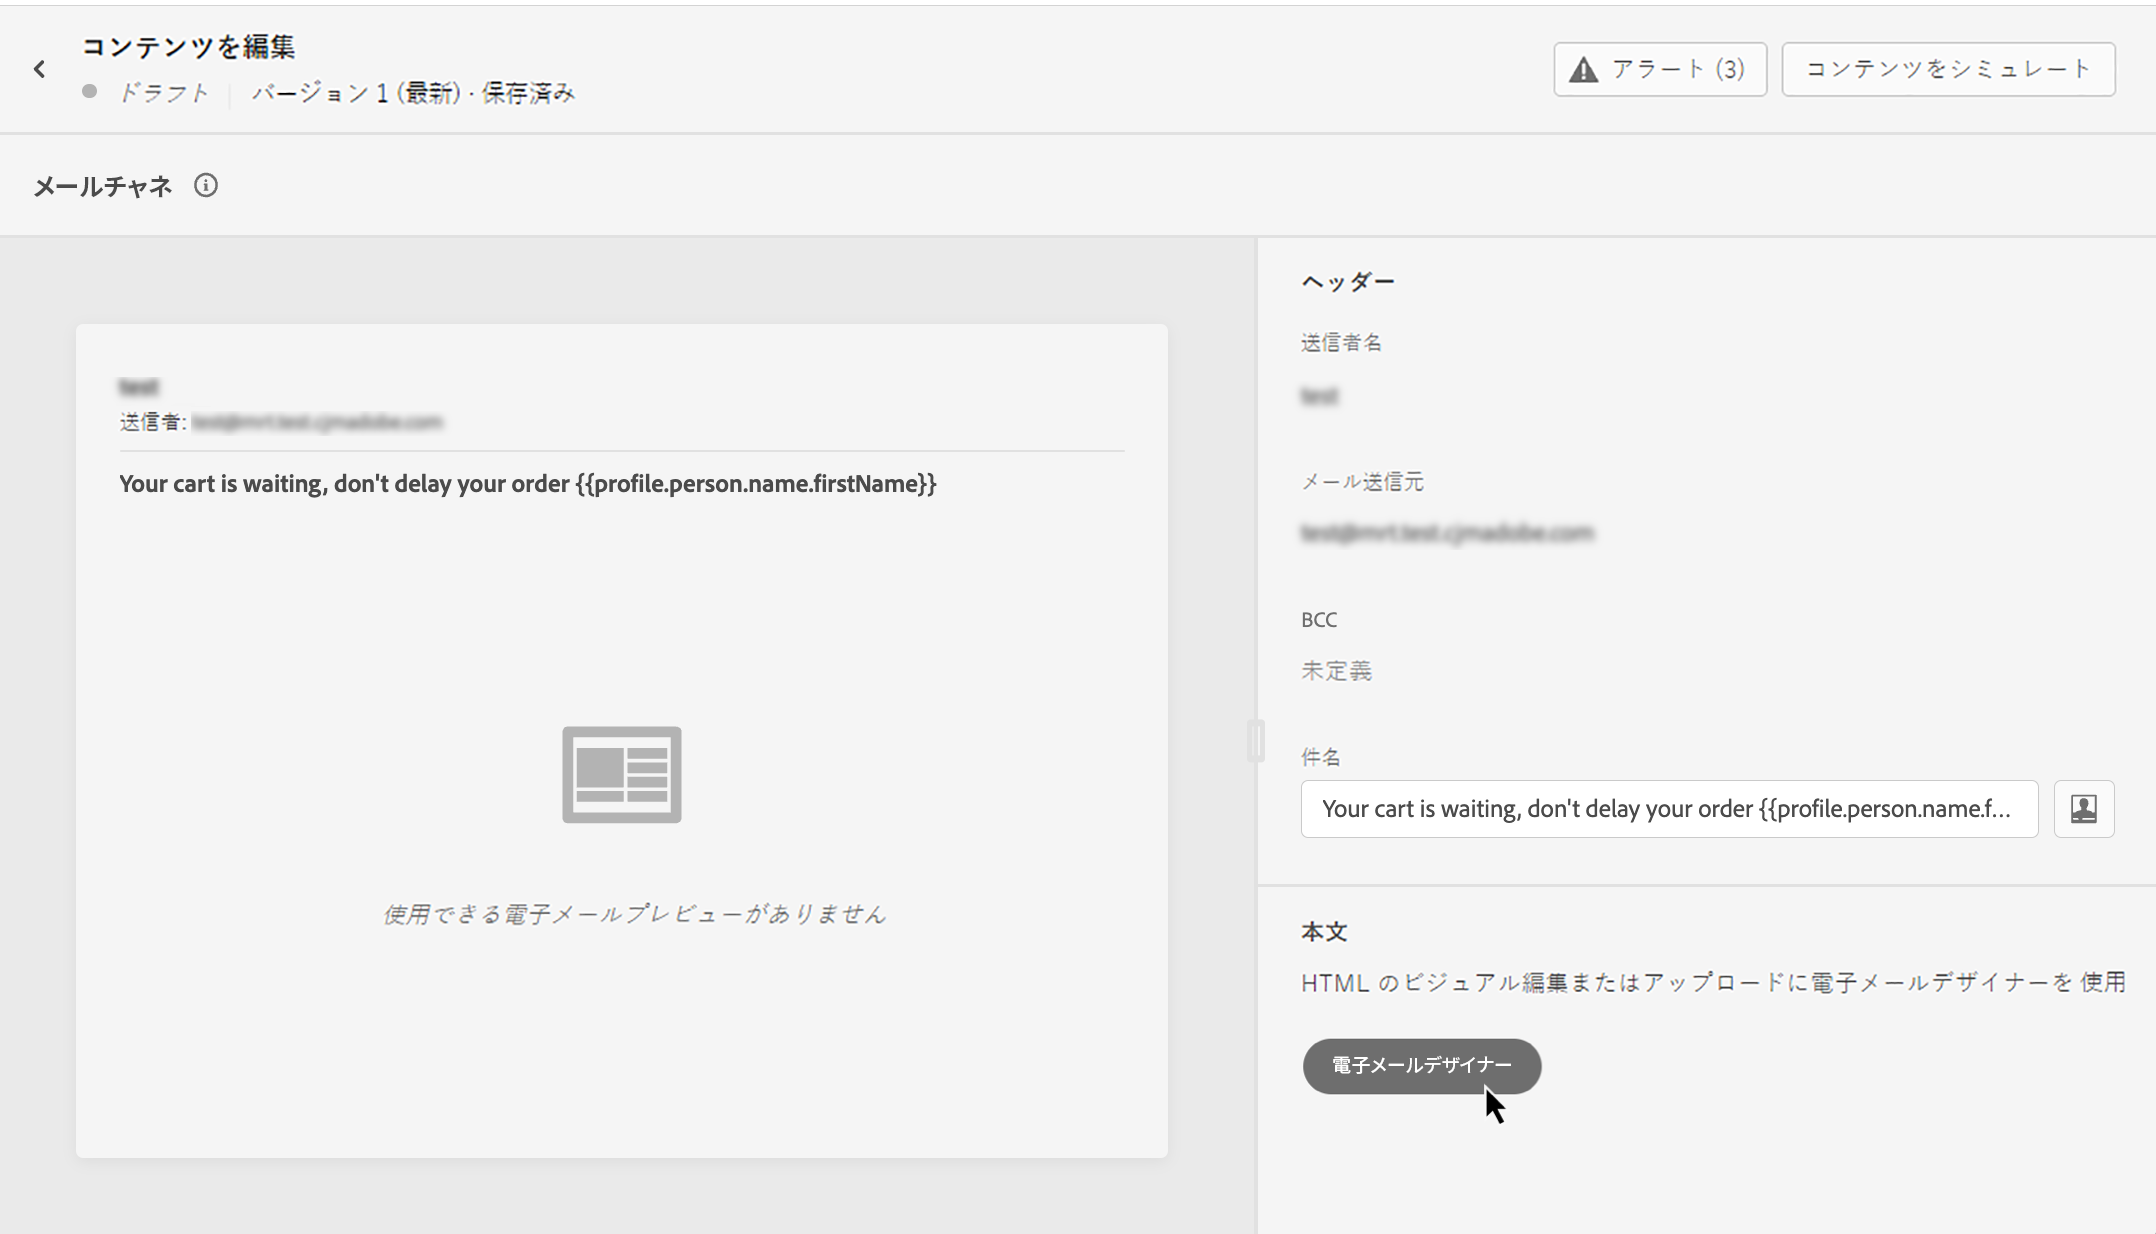 コンテンツを編集
ドラフト バージョン 1 (最新) · 保存済み
アラート (3)
コンテンツをシミュレート
メールチャネ
送信者:
Your cart is waiting, don't delay your order {{profile.person.name.firstName}}
使用できる電子メールプレビューがありません
ヘッダー
送信者名
メール送信元
BCC
未定義
件名
Your cart is waiting, don't delay your order {{profile.person.name.f...
本文
HTML のビジュアル編集またはアップロードに電子メールデザイナーを 使用
電子メールデザイナー